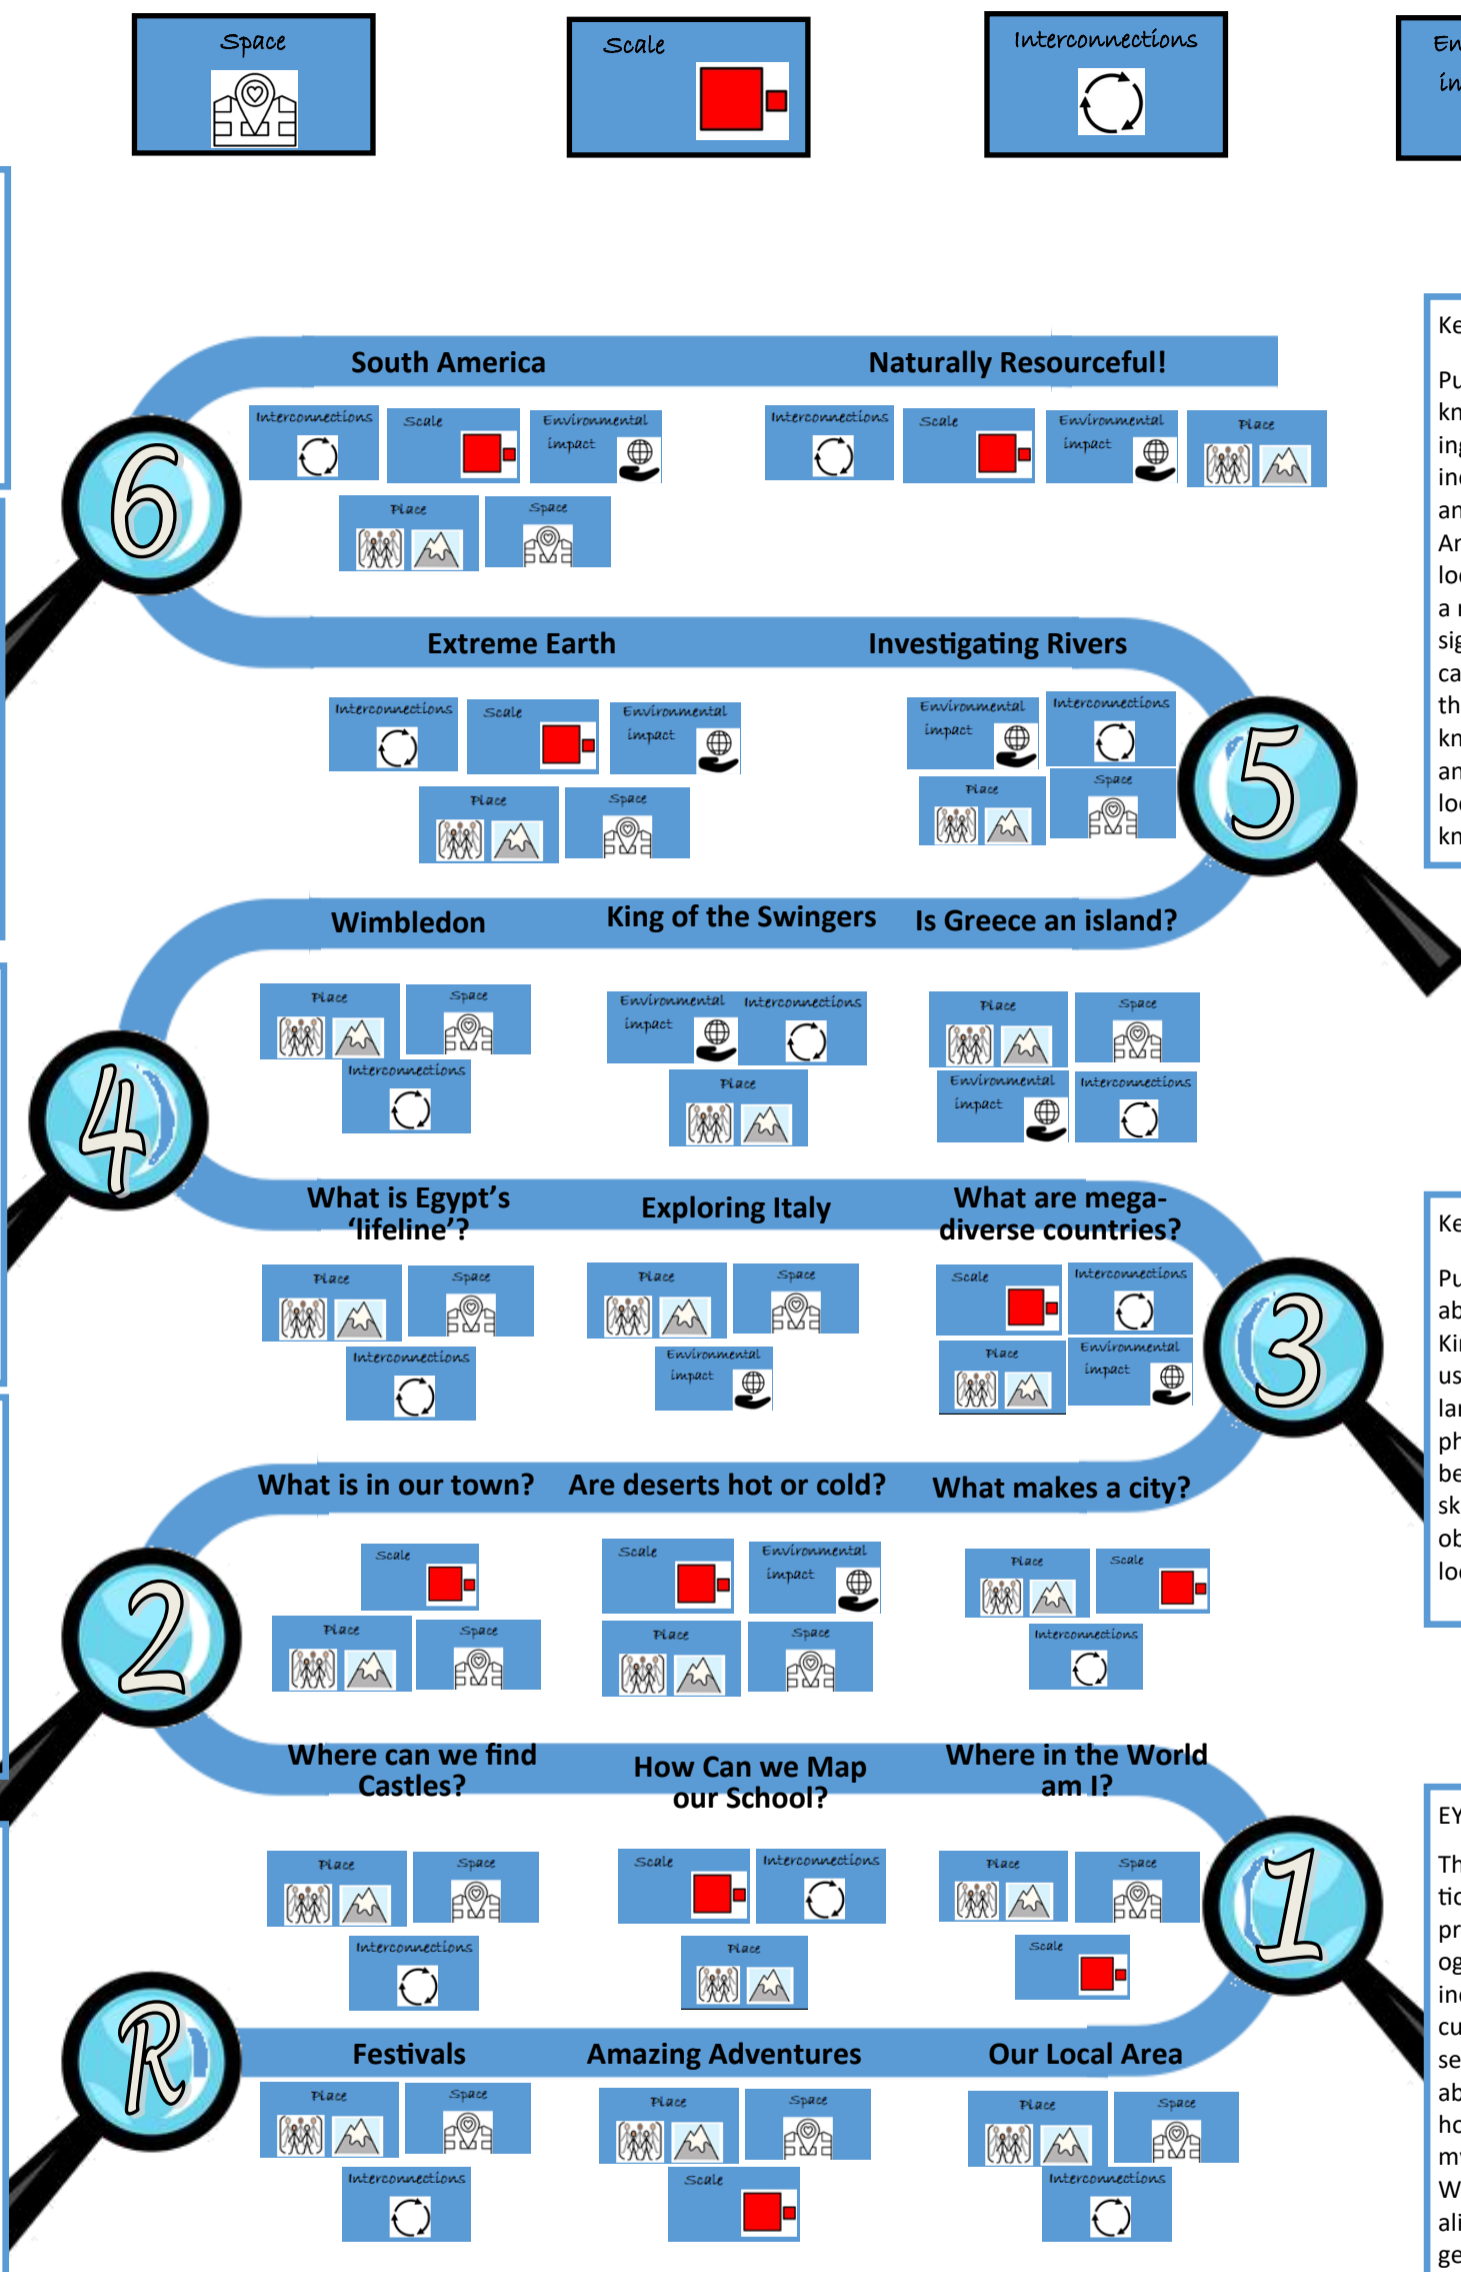 Space
Scale
Interconnections
South America
Naturally Resourceful!
Interconnections
Scale
Environmental
impact
Place
Space
Interconnections
Scale
Environmental
impact
Place
6
Extreme Earth
Investigating Rivers
Interconnections
Scale
Environmental
impact
Place
Space
Environmental
impact
Interconnections
Place
Space
5
Wimbledon
King of the Swingers
Is Greece an island?
Place
Space
Interconnections
Environmental
impact
Interconnections
Place
Place
Space
Environmental
impact
Interconnections
4
What is Egypt's
'lifeline'?
Exploring Italy
What are mega-
diverse countries?
Place
Space
Interconnections
Place
Space
Environmental
impact
Scale
Interconnections
Place
Environmental
impact
3
What is in our town?
Are deserts hot or cold?
What makes a city?
Scale
Place
Space
Scale
Environmental
impact
Place
Space
Place
Scale
Interconnections
2
Where can we find
Castles?
How Can we Map
our School?
Where in the World
am I?
Place
Space
Interconnections
Scale
Interconnections
Place
Place
Space
Scale
1
R
Festivals
Amazing Adventures
Our Local Area
Place
Space
Interconnections
Place
Space
Scale
Place
Space
Interconnections